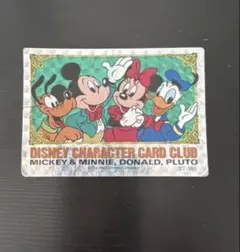 DISNEY CHARACTER CARD CLUB
MICKEY & MINNIE, DONALD, PLUTO